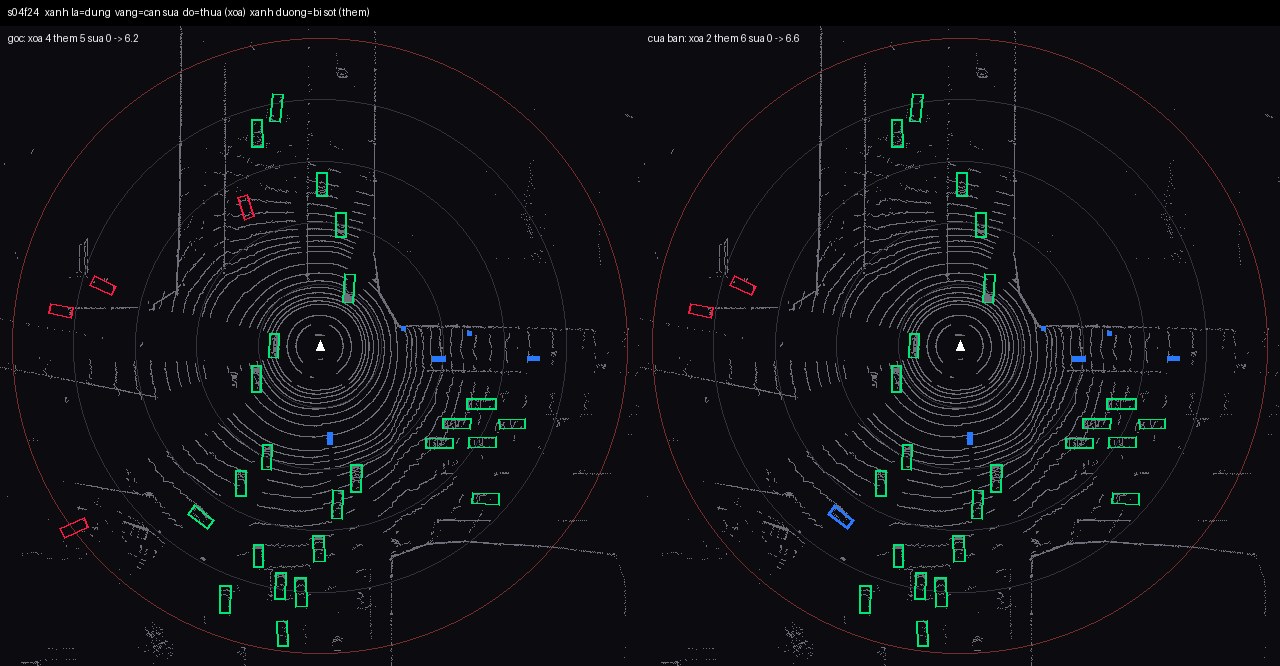 s04f24 xanh la=dung vang=can sua do=thua (xoa) xanh duong=bi sot (them)
goc: xoa 4 them 5 sua 0 -> 6.2
cua ban: xoa 2 them 6 sua 0 -> 6.6